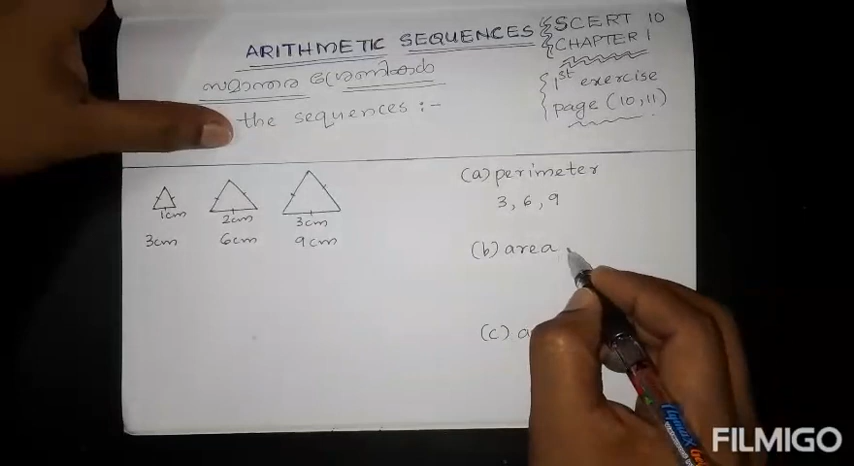 ARITHMETIC SEQUENCES
സമാന്തര ശ്രേണികൾ
SCERT 10
CHAPTER 1
1st exercise
page (10, 11)
the sequences :-
1cm 2cm 3cm
3cm 6cm 9cm
(a) perimeter
3, 6, 9
(b) area
(c)
FILMIGO